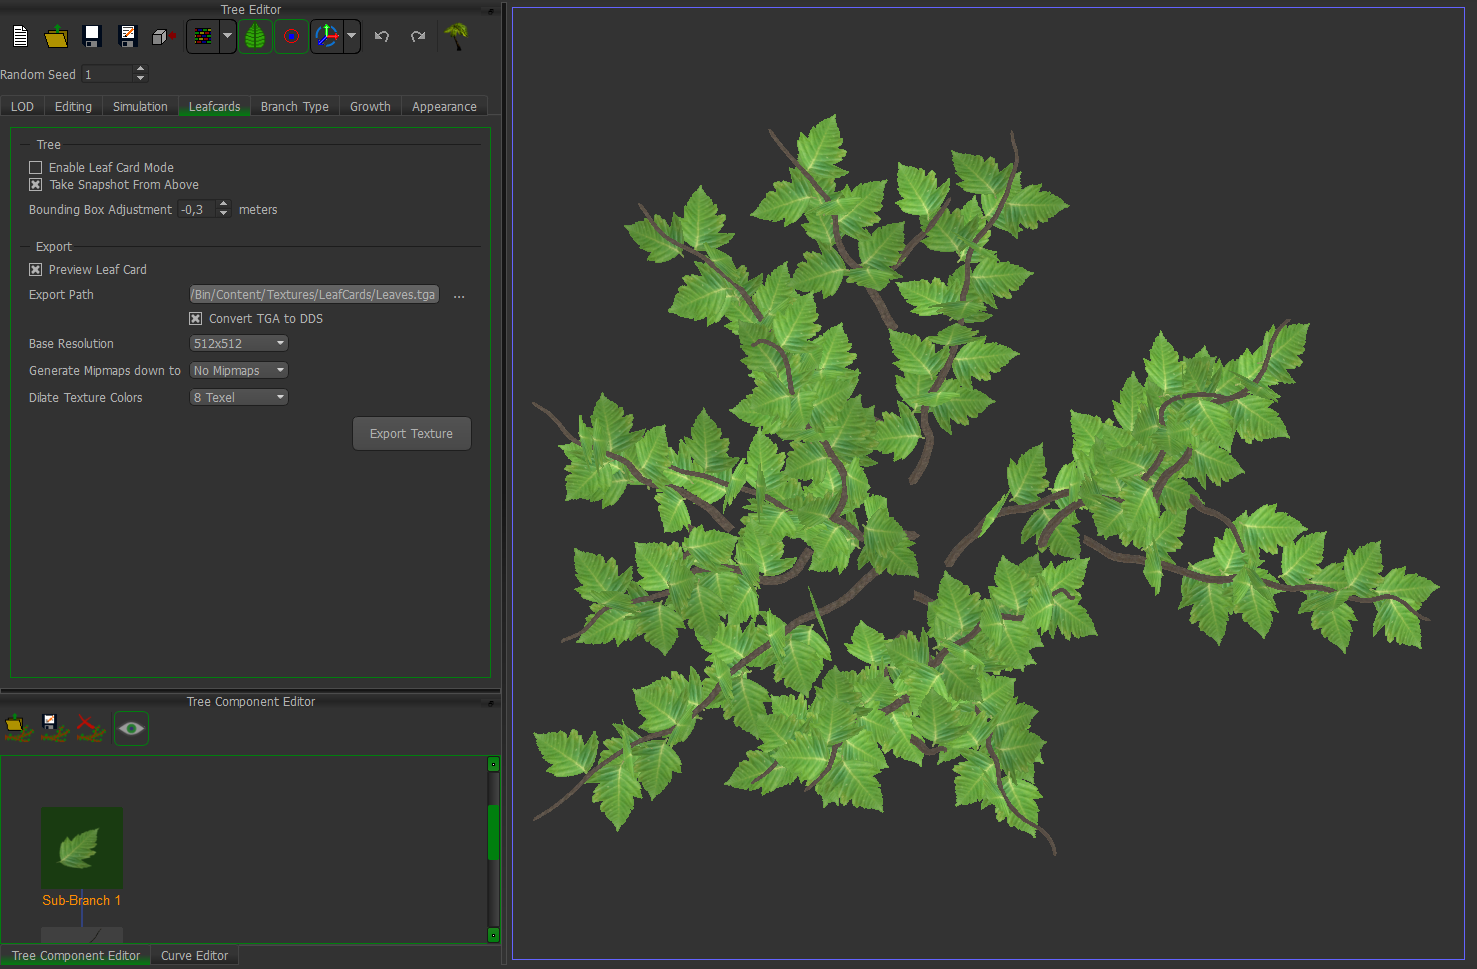 Tree Editor
Random Seed 1
LOD Editing Simulation Leafcards Branch Type Growth Appearance
Tree
Enable Leaf Card Mode
Take Snapshot From Above
Bounding Box Adjustment -0,3 meters
Export
Preview Leaf Card
Export Path /Bin/Content/Textures/LeafCards/Leaves.tga ...
Convert TGA to DDS
Base Resolution 512x512
Generate Mipmaps down to No Mipmaps
Dilate Texture Colors 8 Texel
Export Texture
Tree Component Editor
Sub-Branch 1
Tree Component Editor Curve Editor